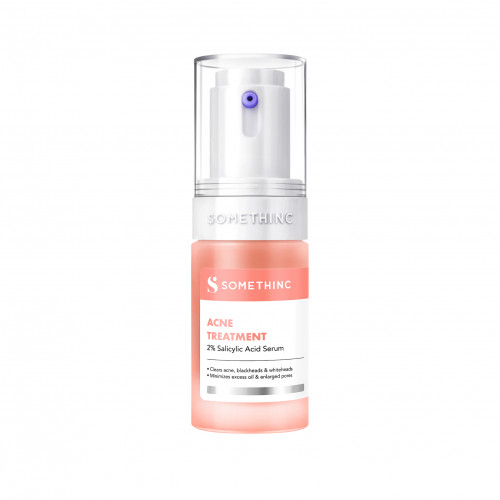 SOMETHINC
S SOMETHINC
ACNE
TREATMENT
2% Salicylic Acid Serum
• Clears acne, blackheads & whiteheads
• Minimizes excess oil & enlarged pores